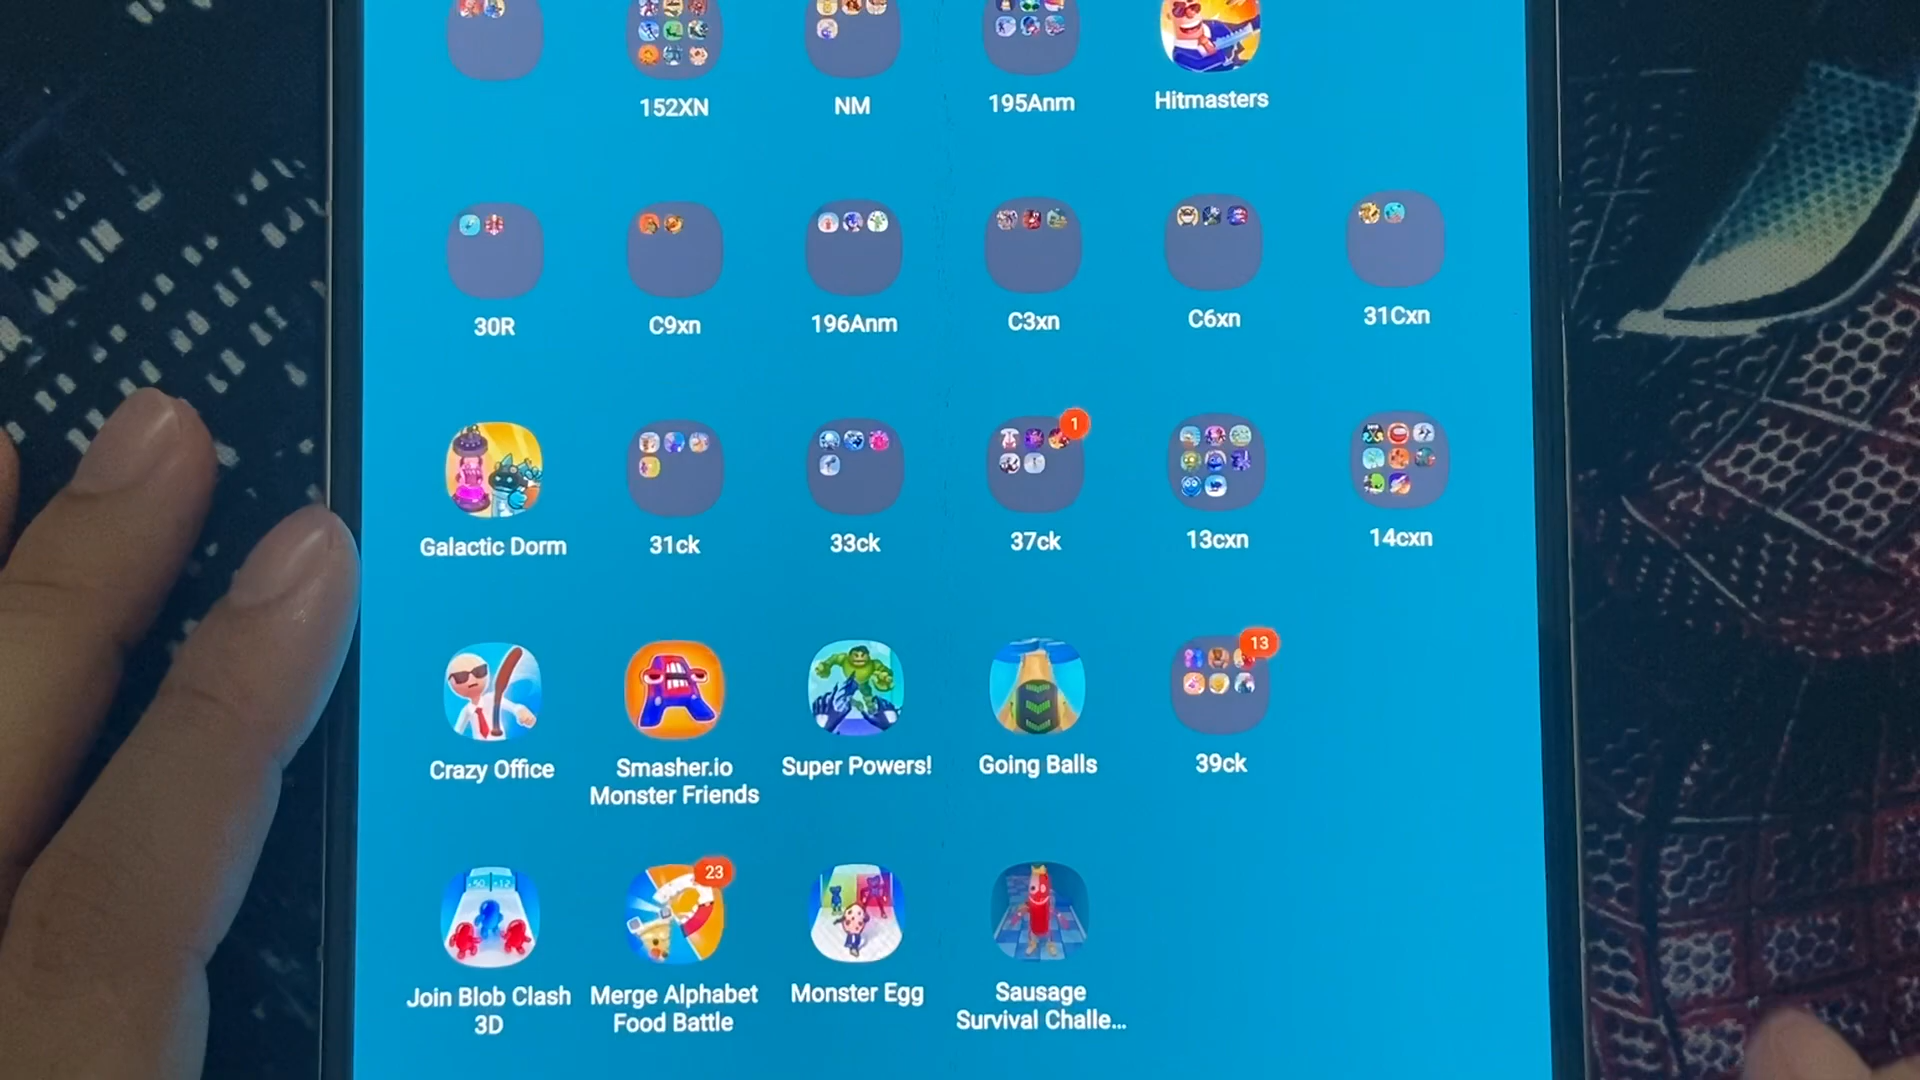 152XN
NM
195Anm
Hitmasters
30R
C9xn
196Anm
C3xn
C6xn
31Cxn
1
Galactic Dorm
31ck
33ck
37ck
13cxn
14cxn
13
Crazy Office
Smasher.io
Monster Friends
Super Powers!
Going Balls
39ck
23
Join Blob Clash
3D
Merge Alphabet
Food Battle
Monster Egg
Sausage
Survival Challe...